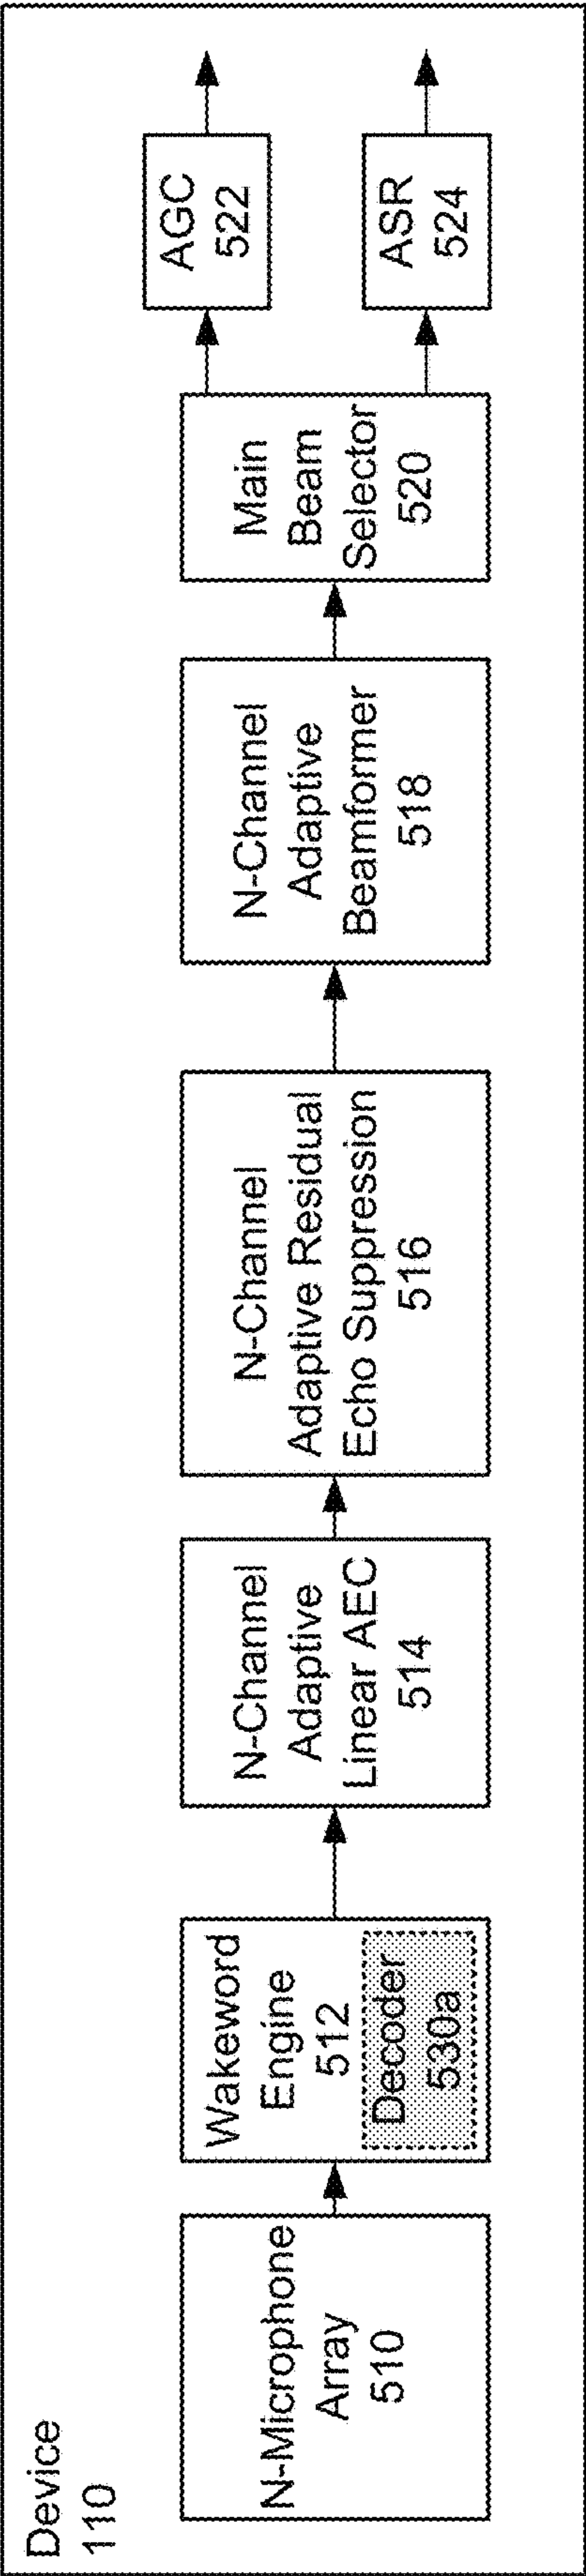 Device
110
N-Microphone
Array
510
Wakeword
Engine
512
Decoder
530a
N-Channel
Adaptive
Linear AEC
514
N-Channel
Adaptive Residual
Echo Suppression
516
N-Channel
Adaptive
Beamformer
518
Main
Beam
Selector
520
AGC
522
ASR
524